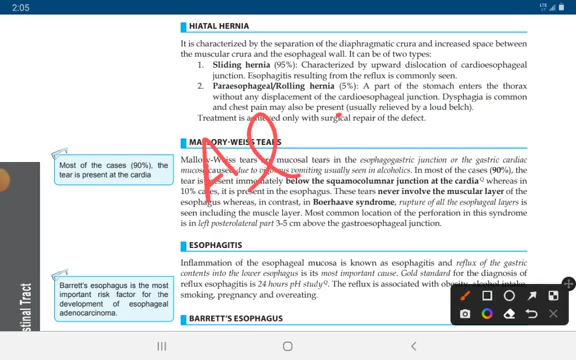 2:05
HIATAL HERNIA
It is characterized by the separation of the diaphragmatic crura and increased space between
the muscular crura and the esophageal wall. It can be of two types:
1. Sliding hernia (95%): Characterized by upward dislocation of cardioesophageal
junction. Esophagitis resulting from the reflux is commonly seen.
2. Paraesophageal/Rolling hernia (5%): A part of the stomach enters the thorax
without any displacement of the cardioesophageal junction. Dysphagia is common
and chest pain may also be present (usually relieved by a loud belch).
Treatment is achieved only with surgical repair of the defect.
MALLORY-WEISS TEARS
Most of the cases (90%), the
tear is present at the cardia
Mallory-Weiss tears are mucosal tears in the esophagogastric junction or the gastric cardiac
mucosa caused due to vigorous vomiting usually seen in alcoholics. In most of the cases (90%), the
tear is present immediately below the squamocolumnar junction at the cardiaQ whereas in
10% cases, it is present in the esophagus. These tears never involve the muscular layer of the
esophagus whereas, in contrast, in Boerhaave syndrome, rupture of all the esophageal layers is
seen including the muscle layer. Most common location of the perforation in this syndrome
is in left posterolateral part 3-5 cm above the gastroesophageal junction.
ESOPHAGITIS
Inflammation of the esophageal mucosa is known as esophagitis and reflux of the gastric
contents into the lower esophagus is its most important cause. Gold standard for the diagnosis of
reflux esophagitis is 24 hours pH studyQ. The reflux is associated with obesity, alcohol intake,
smoking, pregnancy and overeating.
Barrett's esophagus is the most
important risk factor for the
development of esophageal
adenocarcinoma.
BARRETT'S ESOPHAGUS